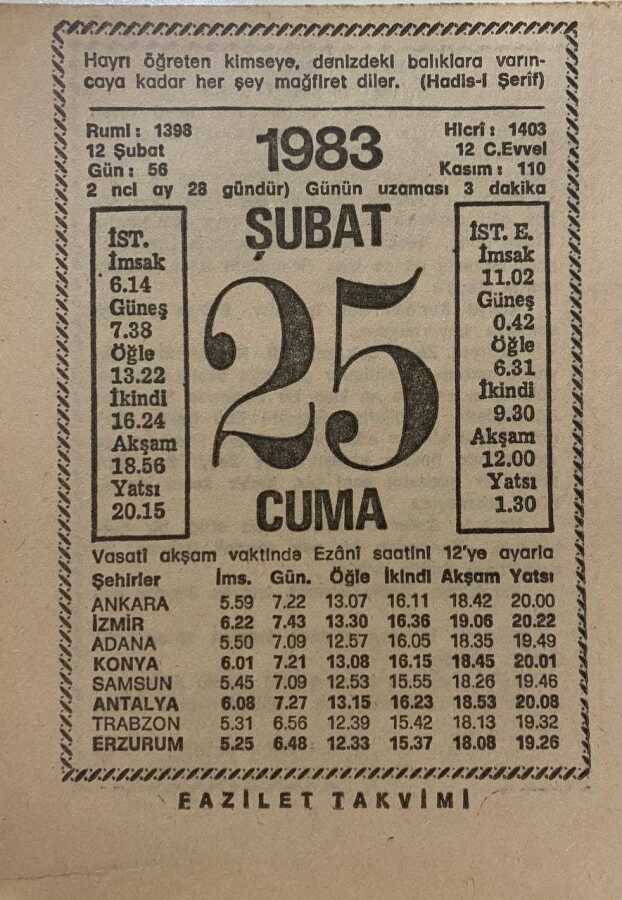 Hayrı öğreten kimseye, denizdeki balıklara varın-
caya kadar her şey mağfiret diler. (Hadis-i Şerif)
Rumi: 1398
12 Şubat
Gün: 56
1983
Hicri: 1403
12 C.Evvel
Kasım: 110
2 nci ay 28 gündür) Günün uzaması 3 dakika
ŞUBAT
İST.
İmsak
6.14
Güneş
7.38
Öğle
13.22
İkindi
16.24
Akşam
18.56
Yatsı
20.15
25
İST. E.
İmsak
11.02
Güneş
0.42
Öğle
6.31
İkindi
9.30
Akşam
12.00
Yatsı
1.30
CUMA
Vasatî akşam vaktinde Ezânî saatini 12'ye ayarla
Şehirler İms. Gün. Öğle İkindi Akşam Yatsı
ANKARA 5.59 7.22 13.07 16.11 18.42 20.00
İZMİR 6.22 7.43 13.30 16.36 19.06 20.22
ADANA 5.50 7.09 12.57 16.05 18.35 19.49
KONYA 6.01 7.21 13.08 16.15 18.45 20.01
SAMSUN 5.45 7.09 12.53 15.55 18.26 19.46
ANTALYA 6.08 7.27 13.15 16.23 18.53 20.08
TRABZON 5.31 6.56 12.39 15.42 18.13 19.32
ERZURUM 5.25 6.48 12.33 15.37 18.08 19.26
FAZİLET TAKVİMİ